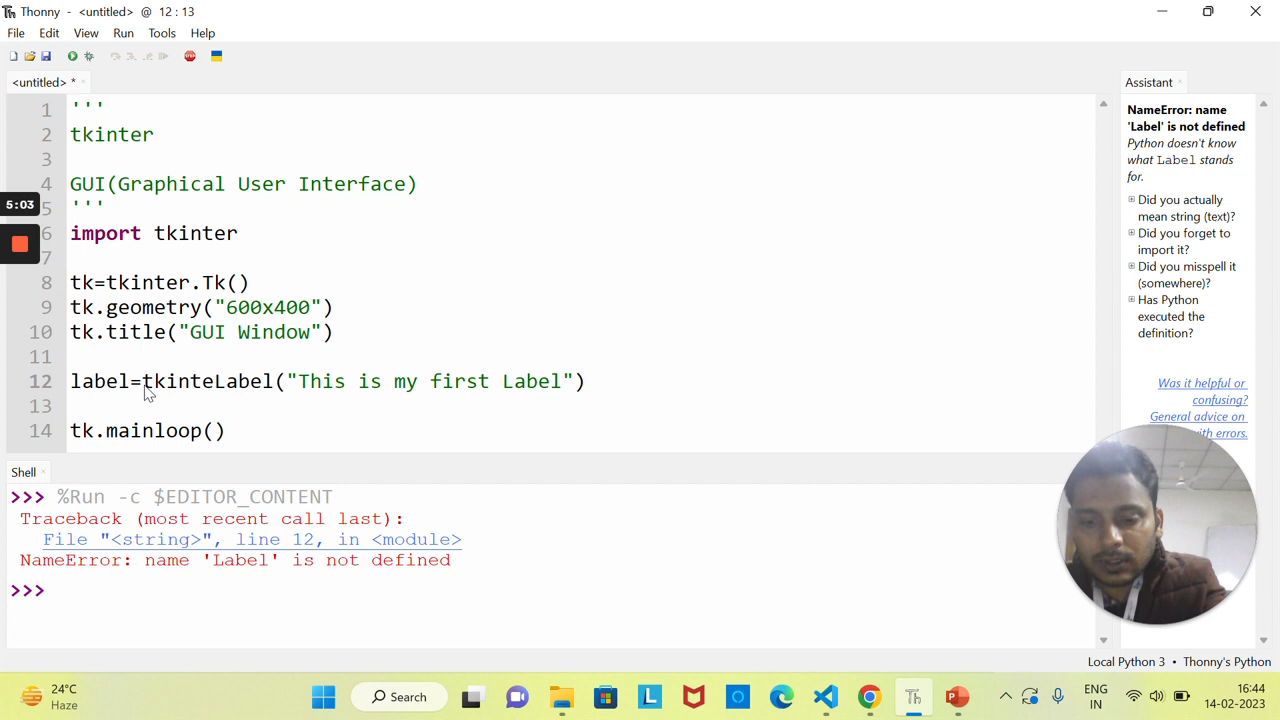 Thonny - <untitled> @ 12 : 13
File Edit View Run Tools Help
STOP
<untitled> *
1 '''
2 tkinter
3
4 GUI(Graphical User Interface)
5 '''
6 import tkinter
7
8 tk=tkinter.Tk()
9 tk.geometry("600x400")
10 tk.title("GUI Window")
11
12 label=tkinteLabel("This is my first Label")
13
14 tk.mainloop()
5:03
Shell
>>> %Run -c $EDITOR_CONTENT
Traceback (most recent call last):
File "<string>", line 12, in <module>
NameError: name 'Label' is not defined
>>>
Assistant
NameError: name
'Label' is not defined
Python doesn't know
what Label stands
for.
Did you actually
mean string (text)?
Did you forget to
import it?
Did you misspell it
(somewhere)?
Has Python
executed the
definition?
Was it helpful or
confusing?
General advice on
with errors.
Local Python 3 • Thonny's Python
24°C
Haze
Search
ENG
IN
16:44
14-02-2023